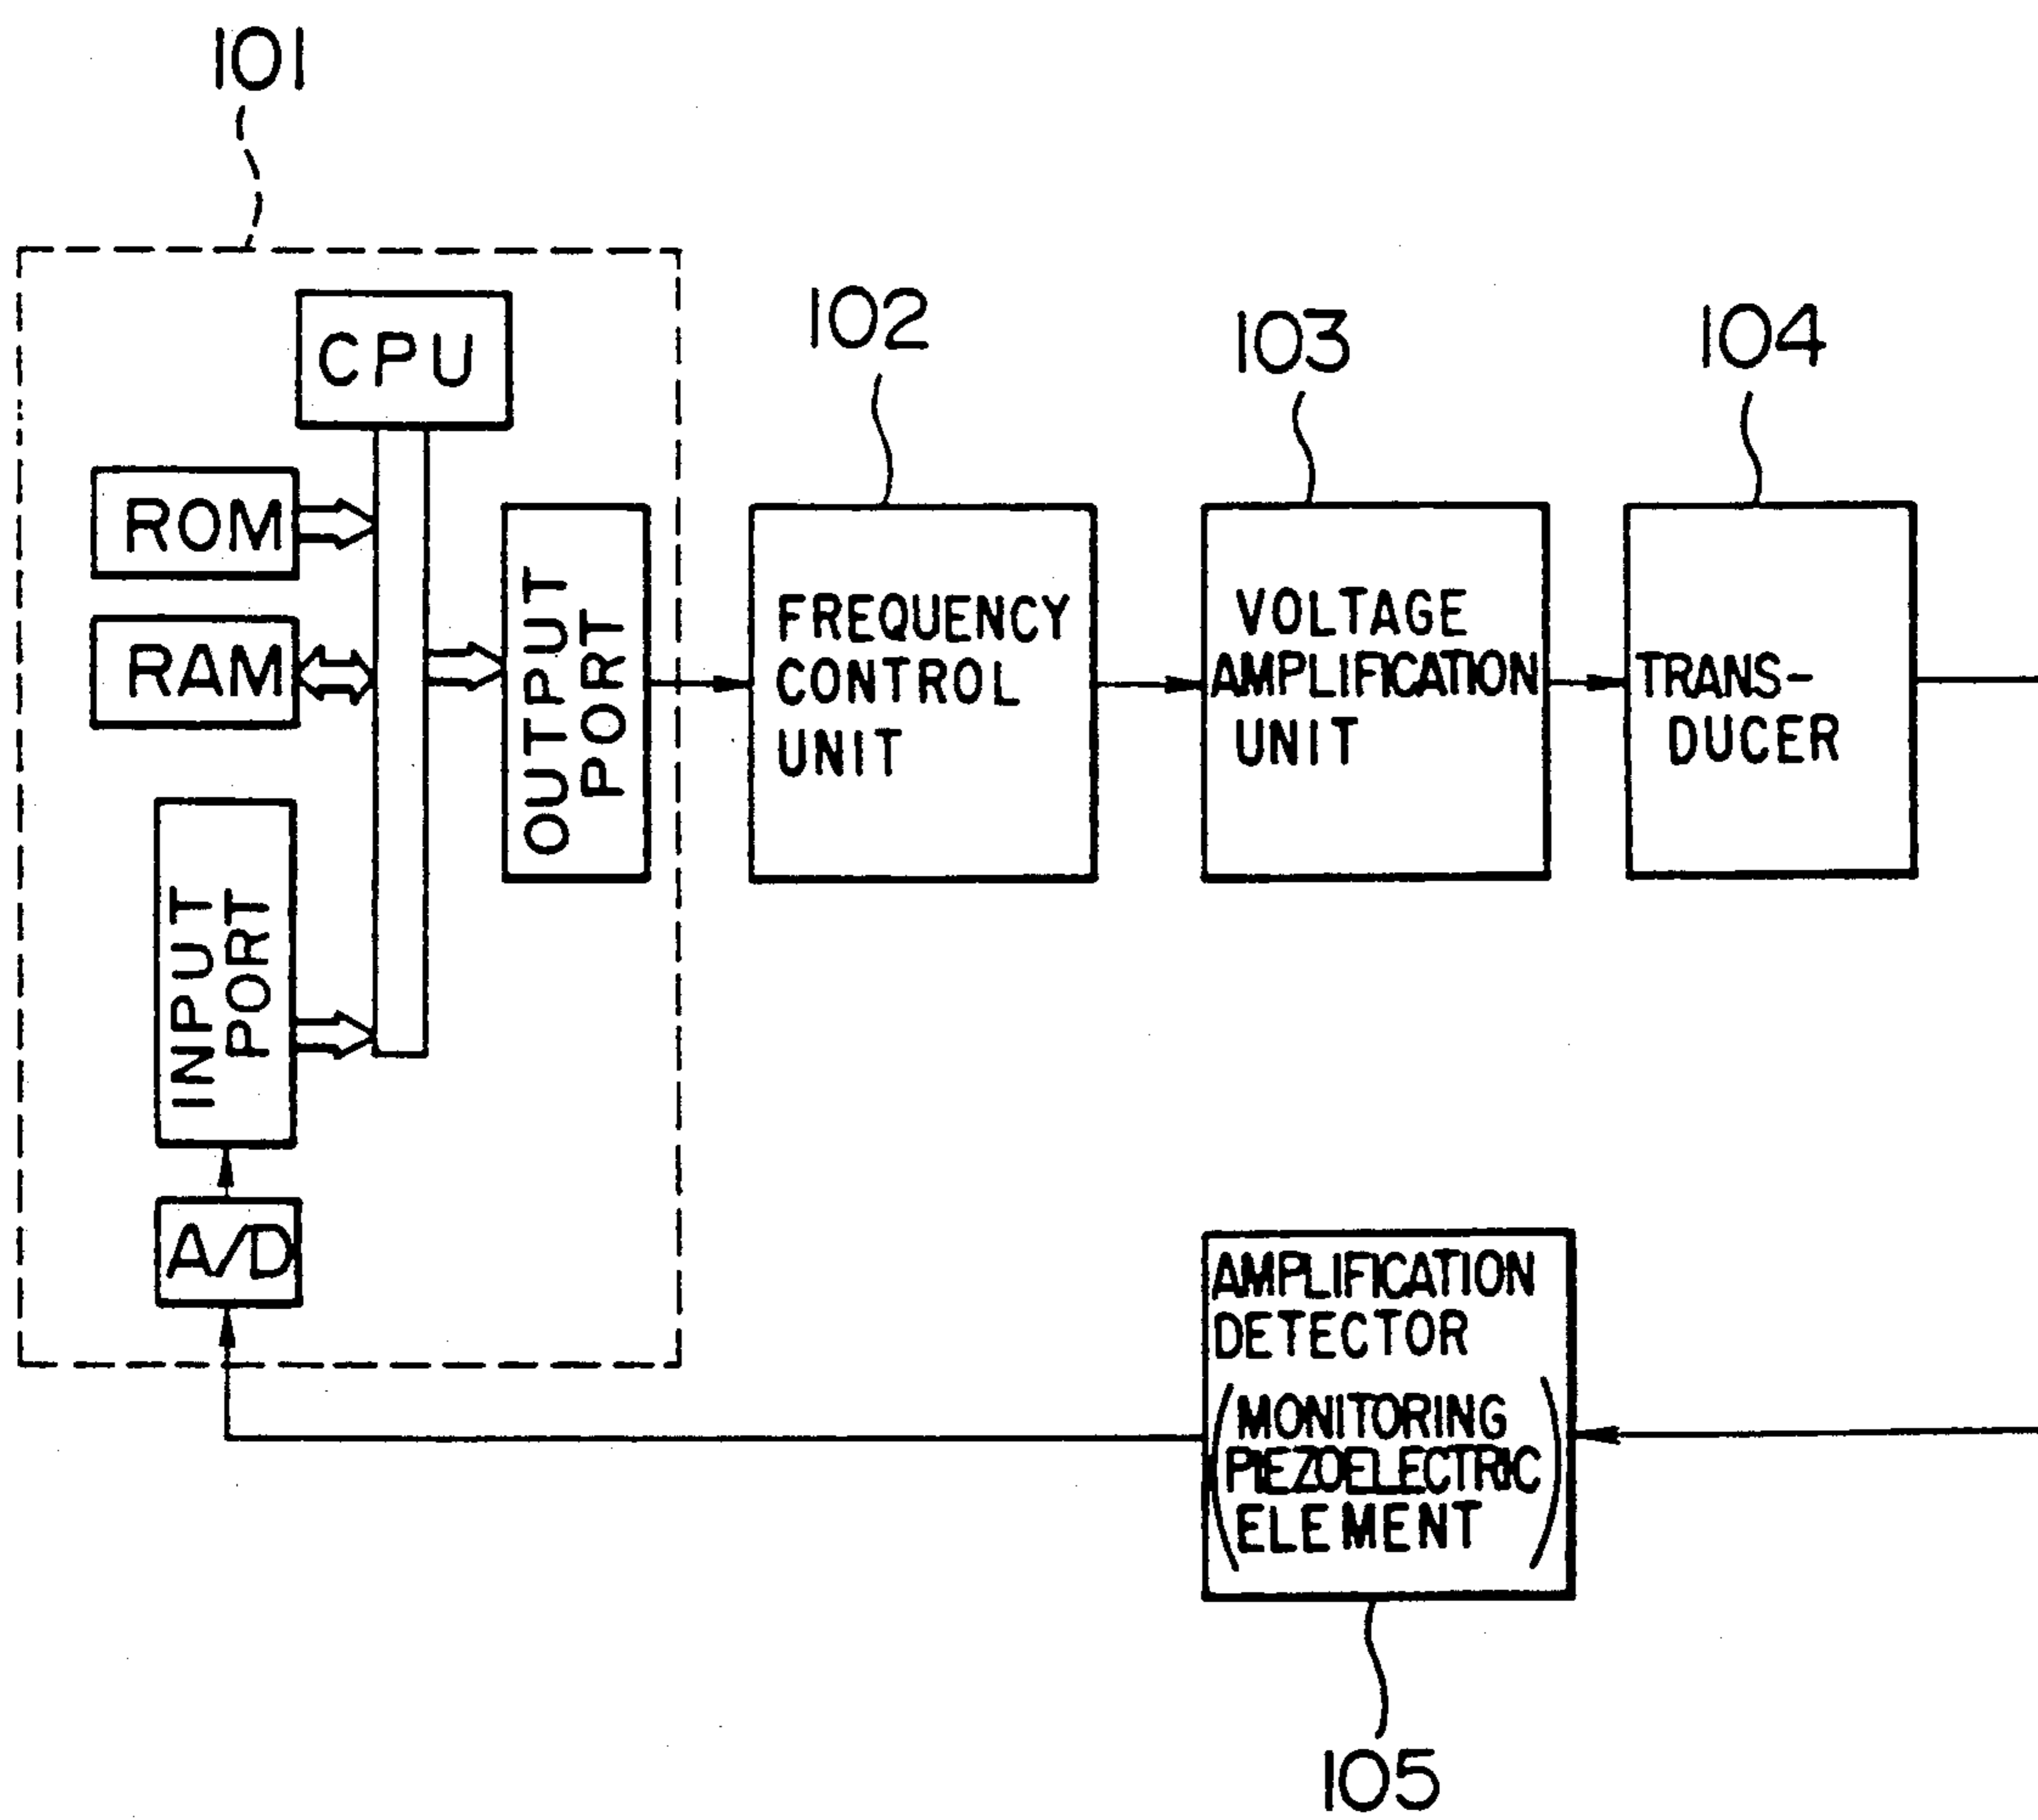 101
CPU
ROM
RAM
INPUT
PORT
A/D
OUTPUT
PORT
102
FREQUENCY
CONTROL
UNIT
103
VOLTAGE
AMPLIFICATION
UNIT
104
TRANS-
DUCER
AMPLIFICATION
DETECTOR
(MONITORING
PIEZOELECTRIC
ELEMENT)
105